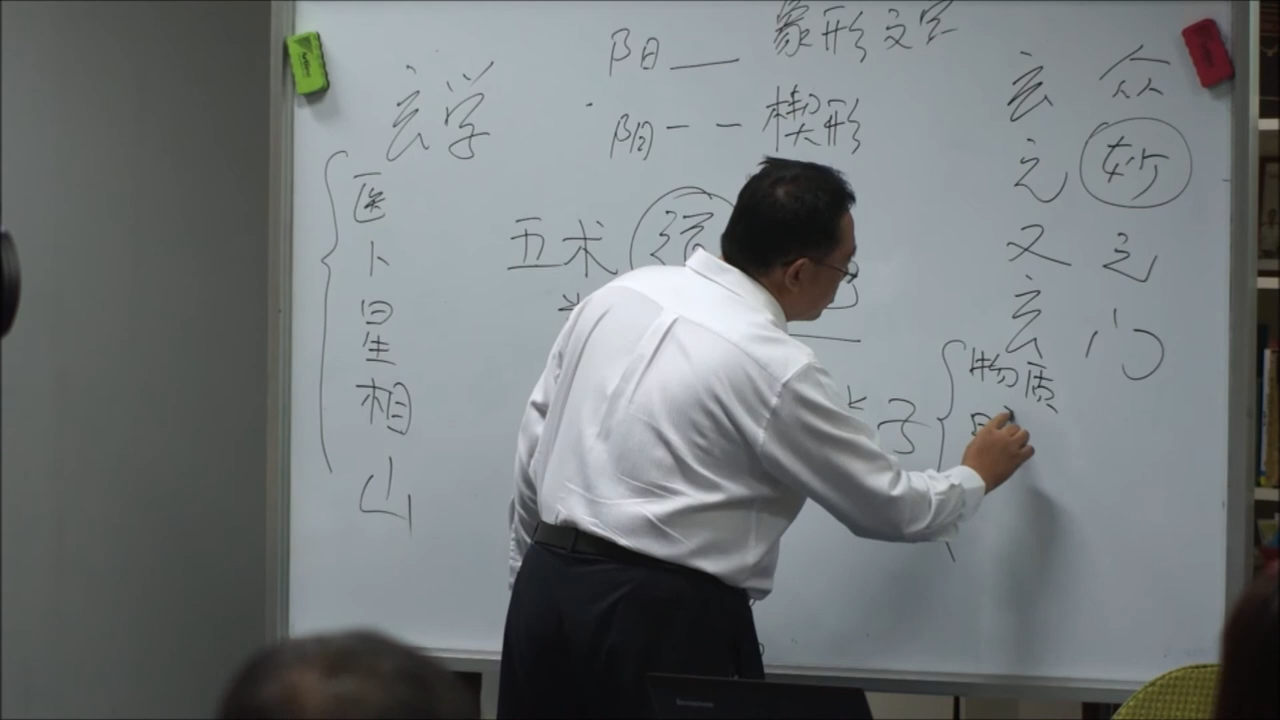 玄学
医
卜
星
相
山
阳 — 象形文字
阴 - - 楔形
五术
玄之又玄
众妙之门
子
物质